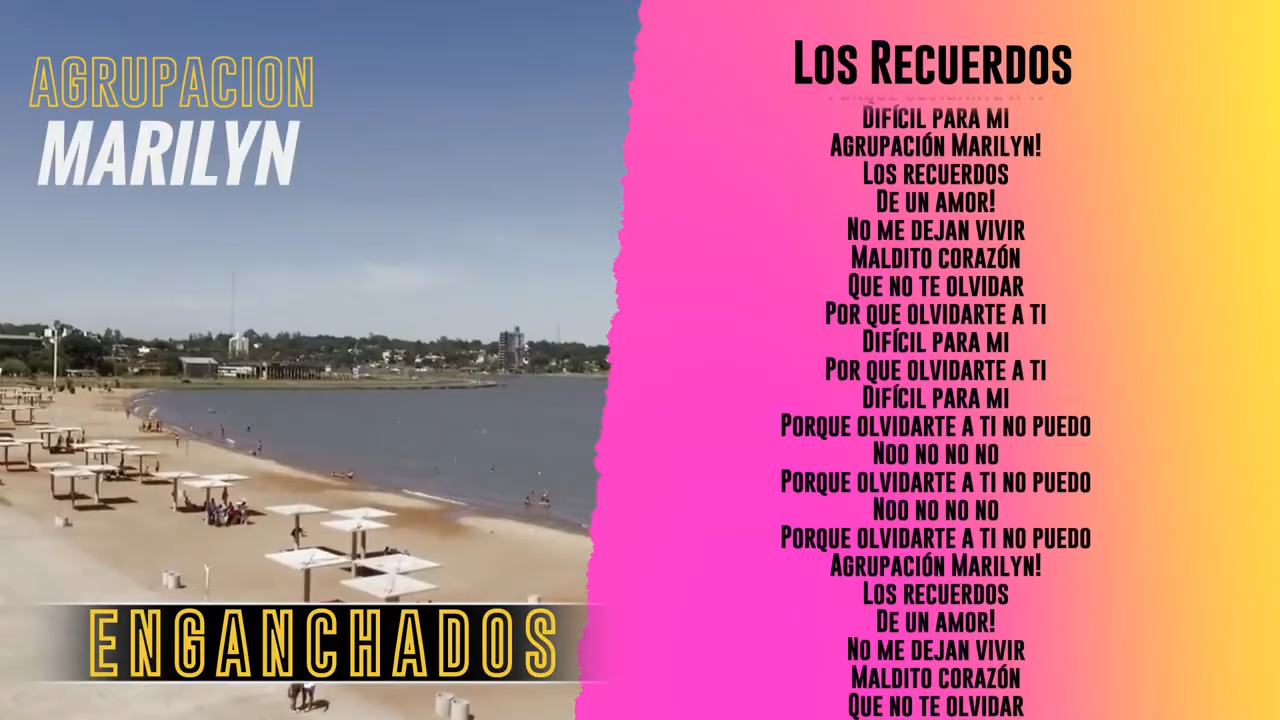 AGRUPACION
MARILYN
ENGANCHADOS
Los Recuerdos
Difícil para mi
Agrupación Marilyn!
Los recuerdos
De un amor!
No me dejan vivir
Maldito corazón
Que no te olvidar
Por que olvidarte a ti
Difícil para mi
Por que olvidarte a ti
Difícil para mi
Porque olvidarte a ti no puedo
Noo no no no
Porque olvidarte a ti no puedo
Noo no no no
Porque olvidarte a ti no puedo
Agrupación Marilyn!
Los recuerdos
De un amor!
No me dejan vivir
Maldito corazón
Que no te olvidar